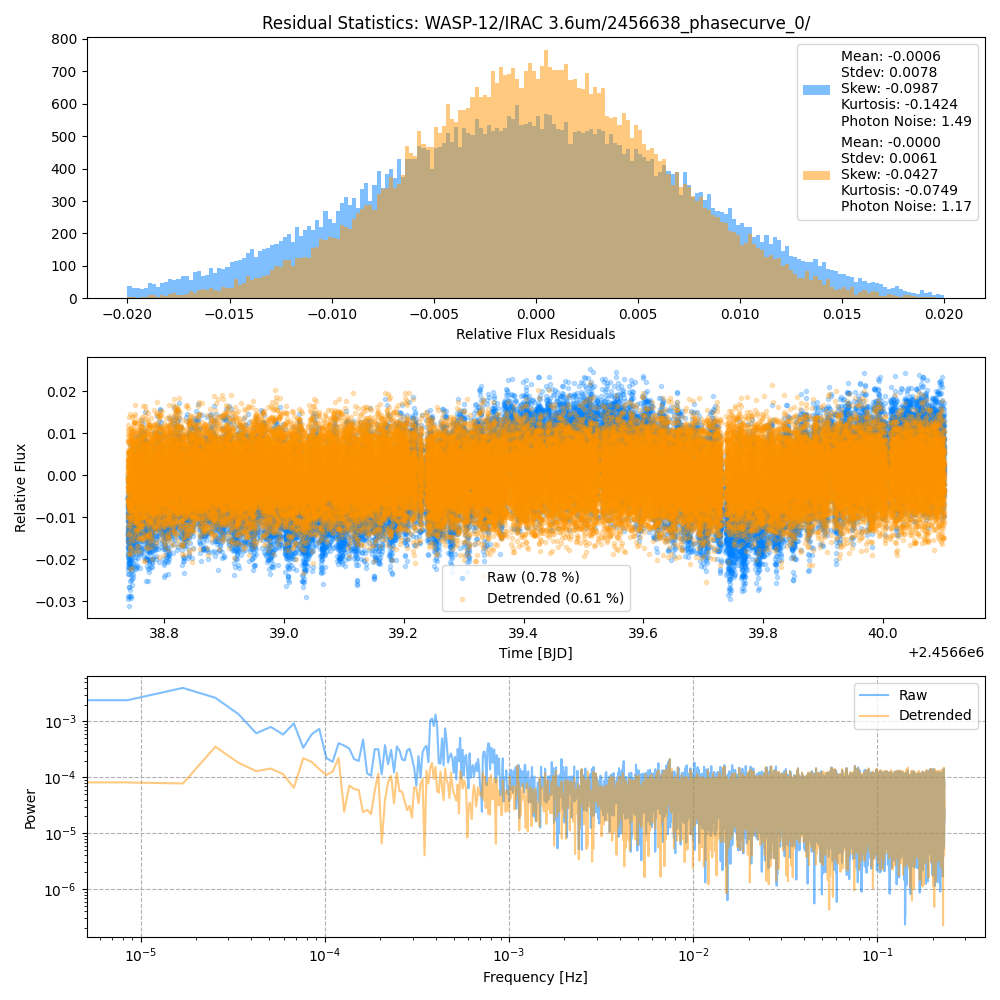 Residual Statistics: WASP-12/IRAC 3.6um/2456638_phasecurve_0/
800
700
600
500
400
300
200
100
0
Mean: -0.0006
Stdev: 0.0078
Skew: -0.0987
Kurtosis: -0.1424
Photon Noise: 1.49
Mean: -0.0000
Stdev: 0.0061
Skew: -0.0427
Kurtosis: -0.0749
Photon Noise: 1.17
−0.020 −0.015 −0.010 −0.005 0.000 0.005 0.010 0.015 0.020
Relative Flux Residuals
Relative Flux
0.02
0.01
0.00
−0.01
−0.02
−0.03
Raw (0.78 %)
Detrended (0.61 %)
38.8 39.0 39.2 39.4 39.6 39.8 40.0
Time [BJD]
+2.4566e6
Power
10⁻³
10⁻⁴
10⁻⁵
10⁻⁶
Raw
Detrended
10⁻⁵ 10⁻⁴ 10⁻³ 10⁻² 10⁻¹
Frequency [Hz]